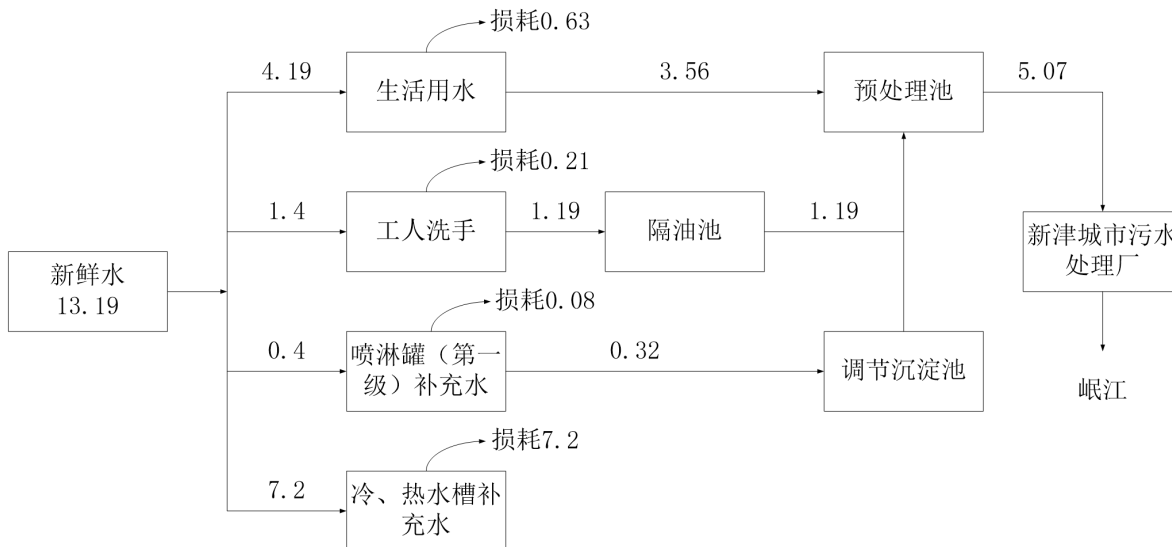 损耗0.63
4.19
生活用水
3.56
预处理池
5.07
损耗0.21
1.4
工人洗手
1.19
隔油池
1.19
新津城市污水
处理厂
新鲜水
13.19
损耗0.08
0.4
喷淋罐（第一
级）补充水
0.32
调节沉淀池
岷江
损耗7.2
7.2
冷、热水槽补
充水